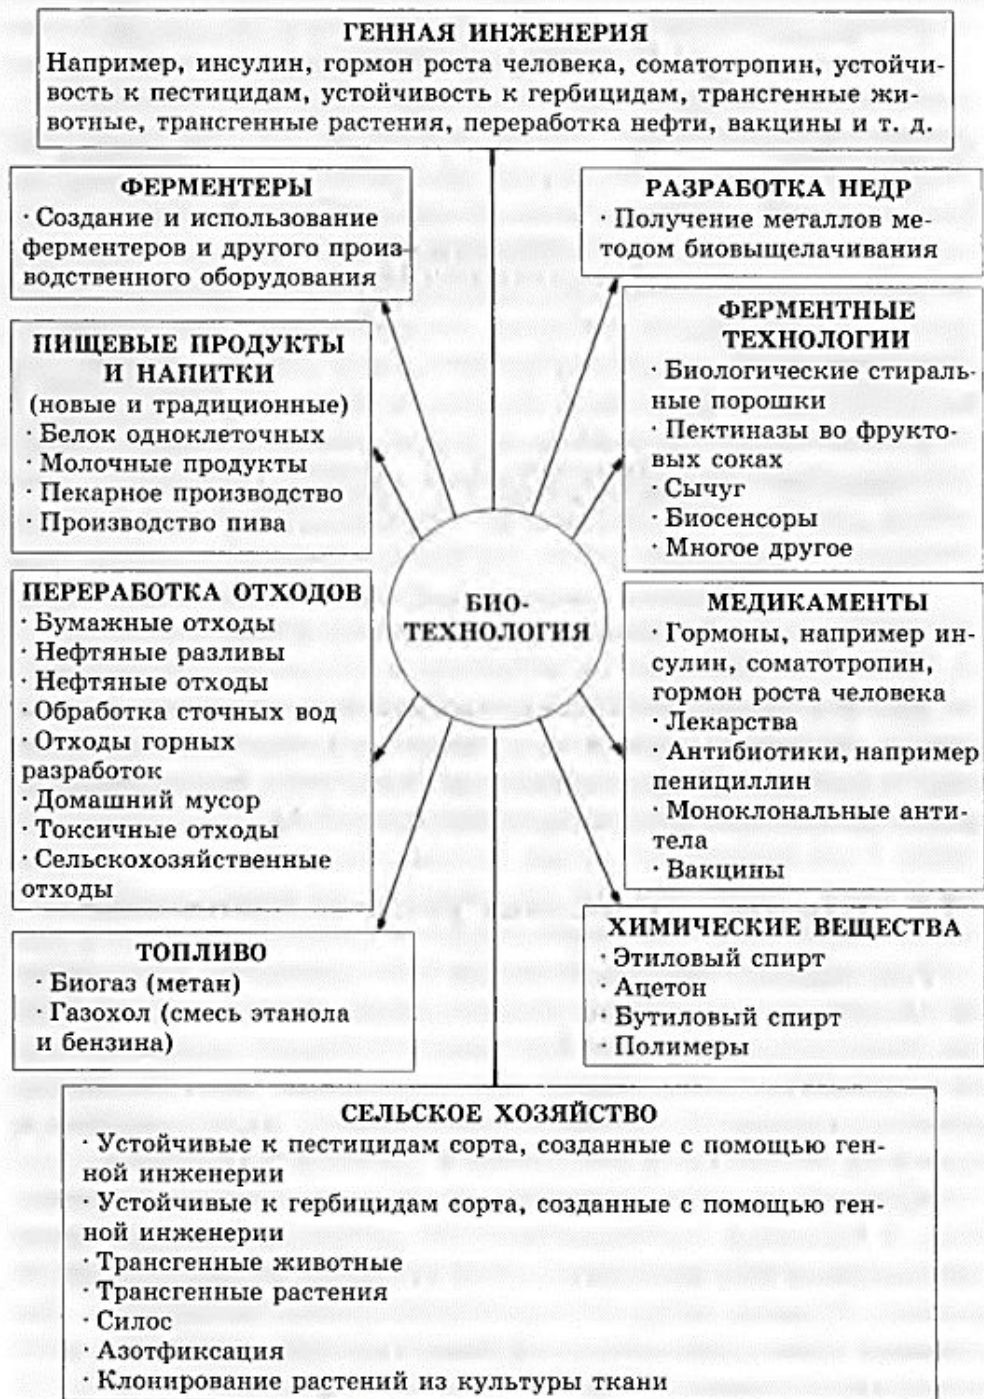 ГЕННАЯ ИНЖЕНЕРИЯ
Например, инсулин, гормон роста человека, соматотропин, устойчи-
вость к пестицидам, устойчивость к гербицидам, трансгенные жи-
вотные, трансгенные растения, переработка нефти, вакцины и т. д.
ФЕРМЕНТЕРЫ
· Создание и использование
ферментеров и другого произ-
водственного оборудования
РАЗРАБОТКА НЕДР
· Получение металлов ме-
тодом биовыщелачивания
ПИЩЕВЫЕ ПРОДУКТЫ
И НАПИТКИ
(новые и традиционные)
· Белок одноклеточных
· Молочные продукты
· Пекарное производство
· Производство пива
ФЕРМЕНТНЫЕ
ТЕХНОЛОГИИ
· Биологические стираль-
ные порошки
· Пектиназы во фрукто-
вых соках
· Сычуг
· Биосенсоры
· Многое другое
БИО-
ТЕХНОЛОГИЯ
ПЕРЕРАБОТКА ОТХОДОВ
· Бумажные отходы
· Нефтяные разливы
· Нефтяные отходы
· Обработка сточных вод
· Отходы горных
разработок
· Домашний мусор
· Токсичные отходы
· Сельскохозяйственные
отходы
МЕДИКАМЕНТЫ
· Гормоны, например ин-
сулин, соматотропин,
гормон роста человека
· Лекарства
· Антибиотики, например
пенициллин
· Моноклональные анти-
тела
· Вакцины
ТОПЛИВО
· Биогаз (метан)
· Газохол (смесь этанола
и бензина)
ХИМИЧЕСКИЕ ВЕЩЕСТВА
· Этиловый спирт
· Ацетон
· Бутиловый спирт
· Полимеры
СЕЛЬСКОЕ ХОЗЯЙСТВО
· Устойчивые к пестицидам сорта, созданные с помощью ген-
ной инженерии
· Устойчивые к гербицидам сорта, созданные с помощью ген-
ной инженерии
· Трансгенные животные
· Трансгенные растения
· Силос
· Азотфиксация
· Клонирование растений из культуры ткани